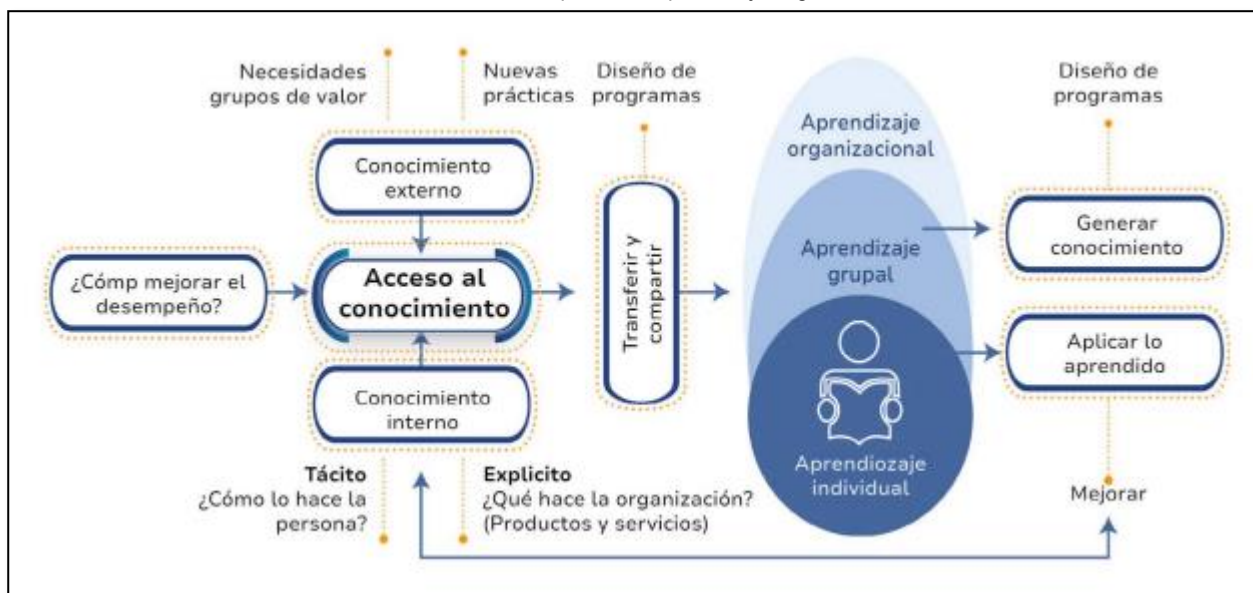 Necesidades
grupos de valor
Nuevas
prácticas
Diseño de
programas
Diseño de
programas
Conocimiento
externo
Aprendizaje
organizacional
¿Cómp mejorar el
desempeño?
Acceso al
conocimiento
Transferir y
compartir
Aprendizaje
grupal
Generar
conocimiento
Aplicar lo
aprendido
Conocimiento
interno
Aprendiozaje
individual
Tácito
¿Cómo lo hace la
persona?
Explicito
¿Qué hace la organización?
(Productos y servicios)
Mejorar